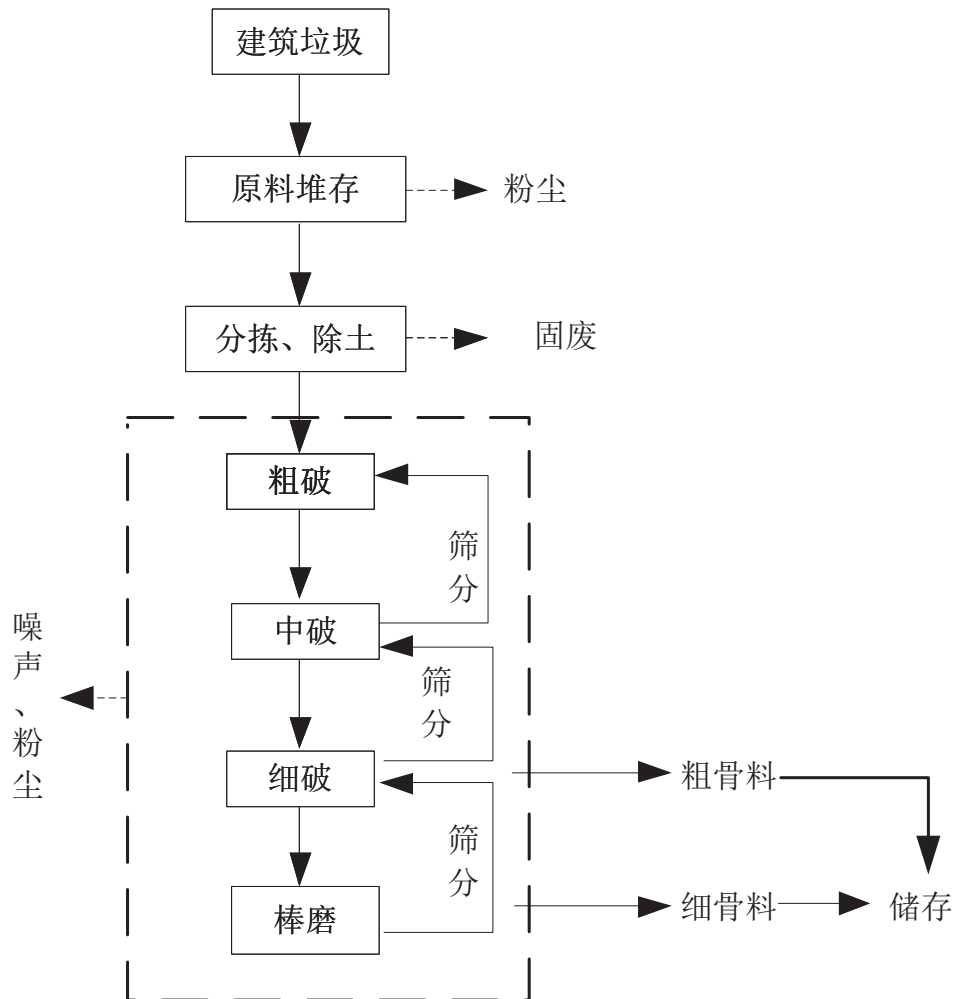 建筑垃圾
原料堆存
粉尘
分拣、除土
固废
粗破
筛分
中破
噪声、粉尘
筛分
细破
粗骨料
筛分
棒磨
细骨料
储存